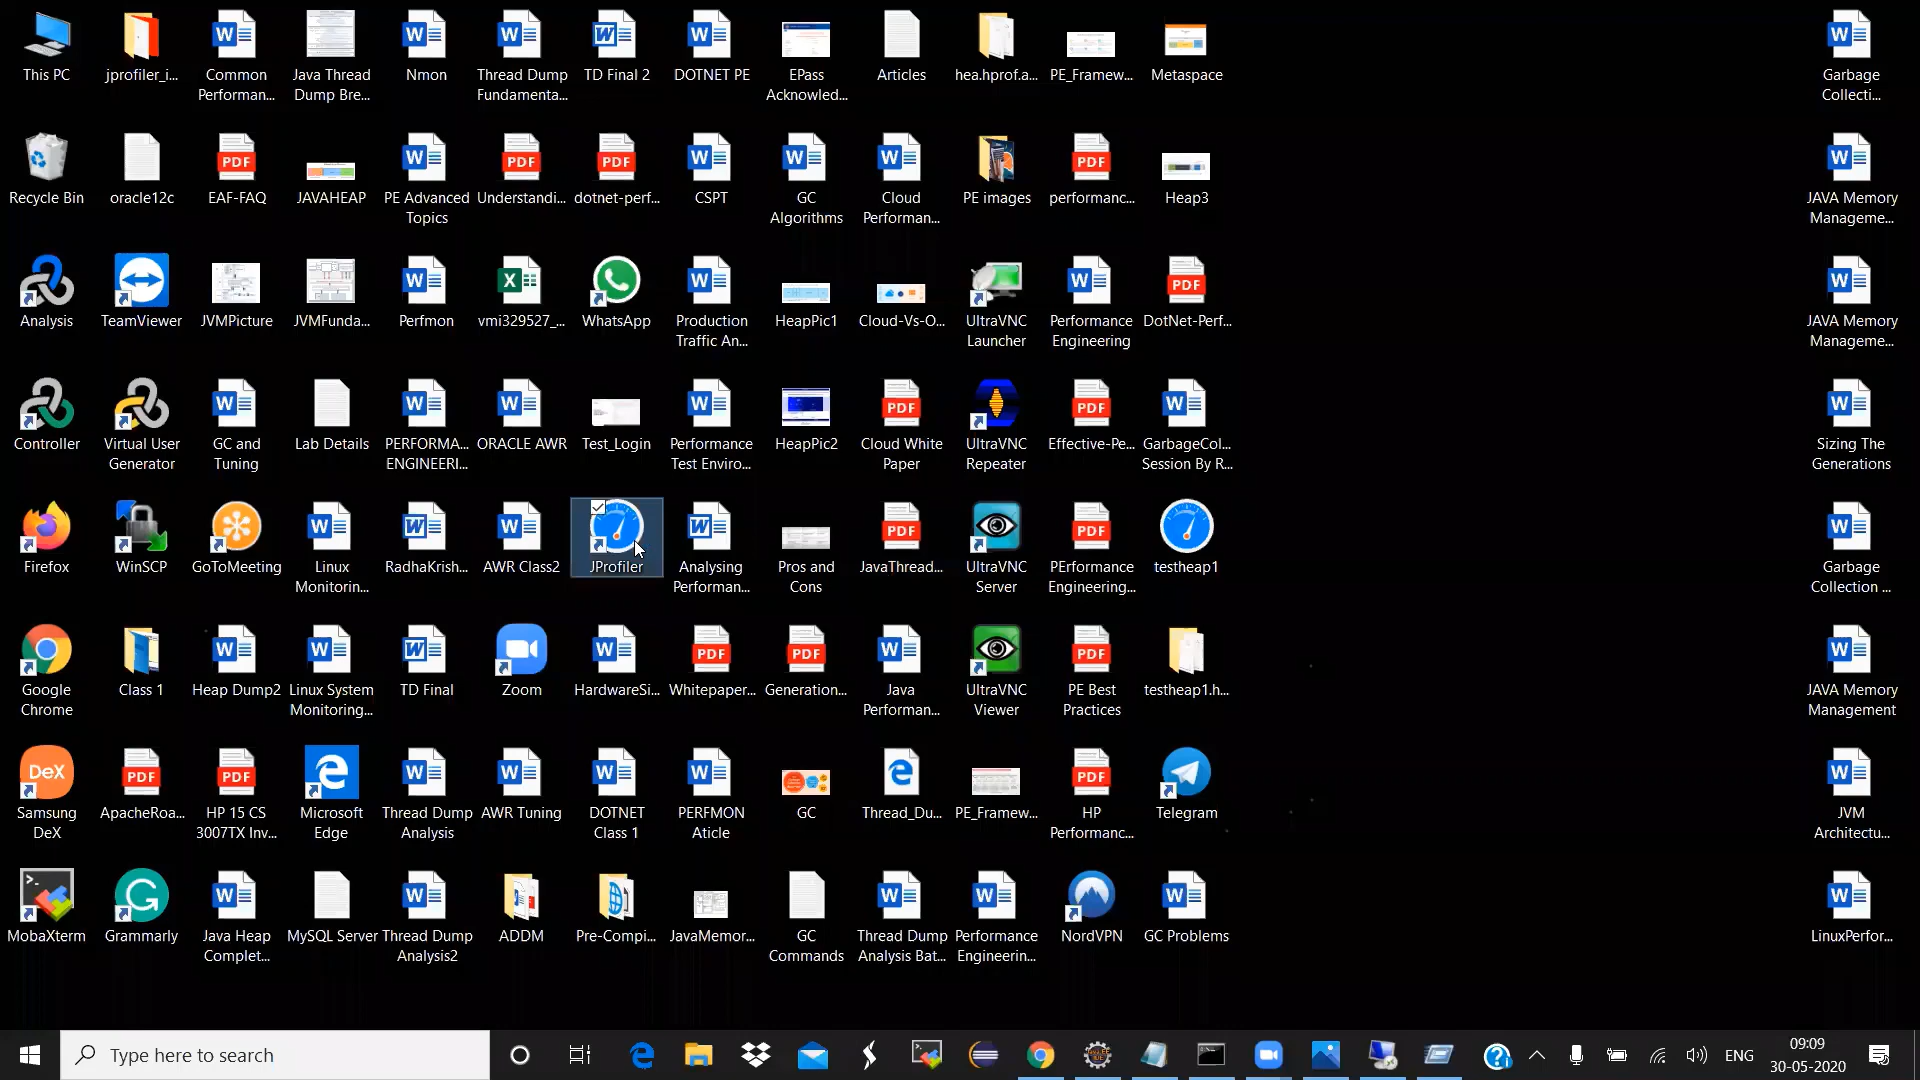 This PC
jprofiler_i...
Common
Performan...
Java Thread
Dump Bre...
Nmon
Thread Dump
Fundamenta...
TD Final 2
DOTNET PE
EPass
Acknowled...
Articles
hea.hprof.a...
PE_Framew...
Metaspace
Garbage
Collecti...
Recycle Bin
oracle12c
EAF-FAQ
JAVAHEAP
PE Advanced
Topics
Understandi...
dotnet-perf...
CSPT
GC
Algorithms
Cloud
Performan...
PE images
performanc...
Heap3
JAVA Memory
Manageme...
Analysis
TeamViewer
JVMPicture
JVMFunda...
Perfmon
vmi329527_...
WhatsApp
Production
Traffic An...
HeapPic1
Cloud-Vs-O...
UltraVNC
Launcher
Performance
Engineering
DotNet-Perf...
JAVA Memory
Manageme...
Controller
Virtual User
Generator
GC and
Tuning
Lab Details
PERFORMA...
ENGINEERI...
ORACLE AWR
Test_Login
Performance
Test Enviro...
HeapPic2
Cloud White
Paper
UltraVNC
Repeater
Effective-Pe...
GarbageCol...
Session By R...
Sizing The
Generations
Firefox
WinSCP
GoToMeeting
Linux
Monitorin...
RadhaKrish...
AWR Class2
JProfiler
Analysing
Performan...
Pros and
Cons
JavaThread...
UltraVNC
Server
PErformance
Engineering...
testheap1
Garbage
Collection ...
Google
Chrome
Class 1
Heap Dump2
Linux System
Monitoring...
TD Final
Zoom
HardwareSi...
Whitepaper...
Generation...
Java
Performan...
UltraVNC
Viewer
PE Best
Practices
testheap1.h...
JAVA Memory
Management
DeX
Samsung
DeX
ApacheRoa...
HP 15 CS
3007TX Inv...
Microsoft
Edge
Thread Dump
Analysis
AWR Tuning
DOTNET
Class 1
PERFMON
Aticle
GC
Thread_Du...
PE_Framew...
HP
Performanc...
Telegram
JVM
Architectu...
MobaXterm
Grammarly
Java Heap
Complet...
MySQL Server
Thread Dump
Analysis2
ADDM
Pre-Compi...
JavaMemor...
GC
Commands
Thread Dump
Analysis Bat...
Performance
Engineerin...
NordVPN
GC Problems
LinuxPerfor...
Type here to search
ENG
09:09
30-05-2020